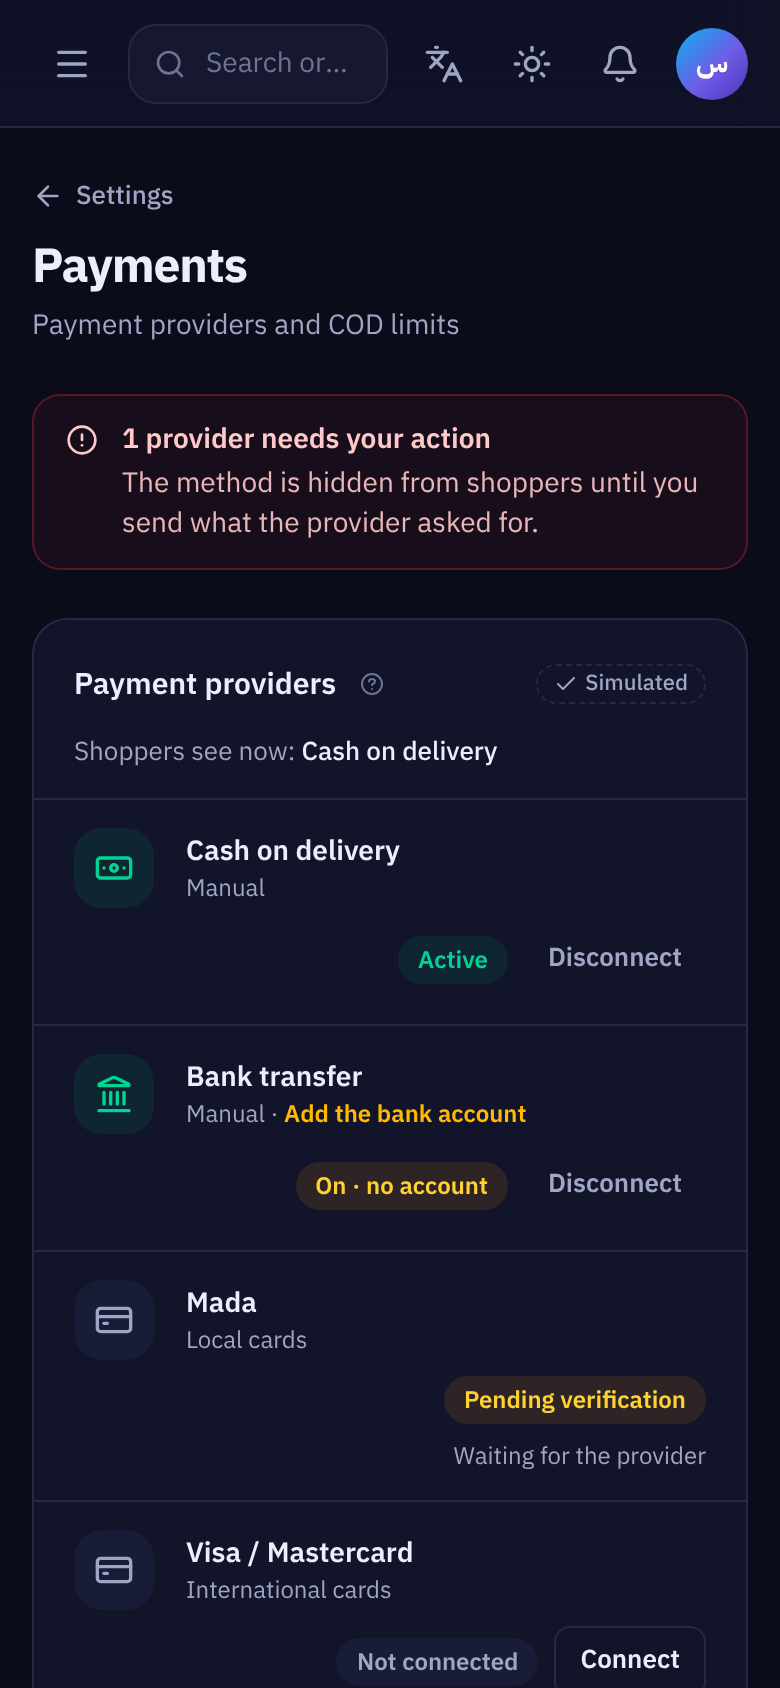 Search or...
س
Settings
Payments
Payment providers and COD limits
1 provider needs your action
The method is hidden from shoppers until you
send what the provider asked for.
Payment providers
Simulated
Shoppers see now: Cash on delivery
Cash on delivery
Manual
Active
Disconnect
Bank transfer
Manual · Add the bank account
On · no account
Disconnect
Mada
Local cards
Pending verification
Waiting for the provider
Visa / Mastercard
International cards
Not connected
Connect